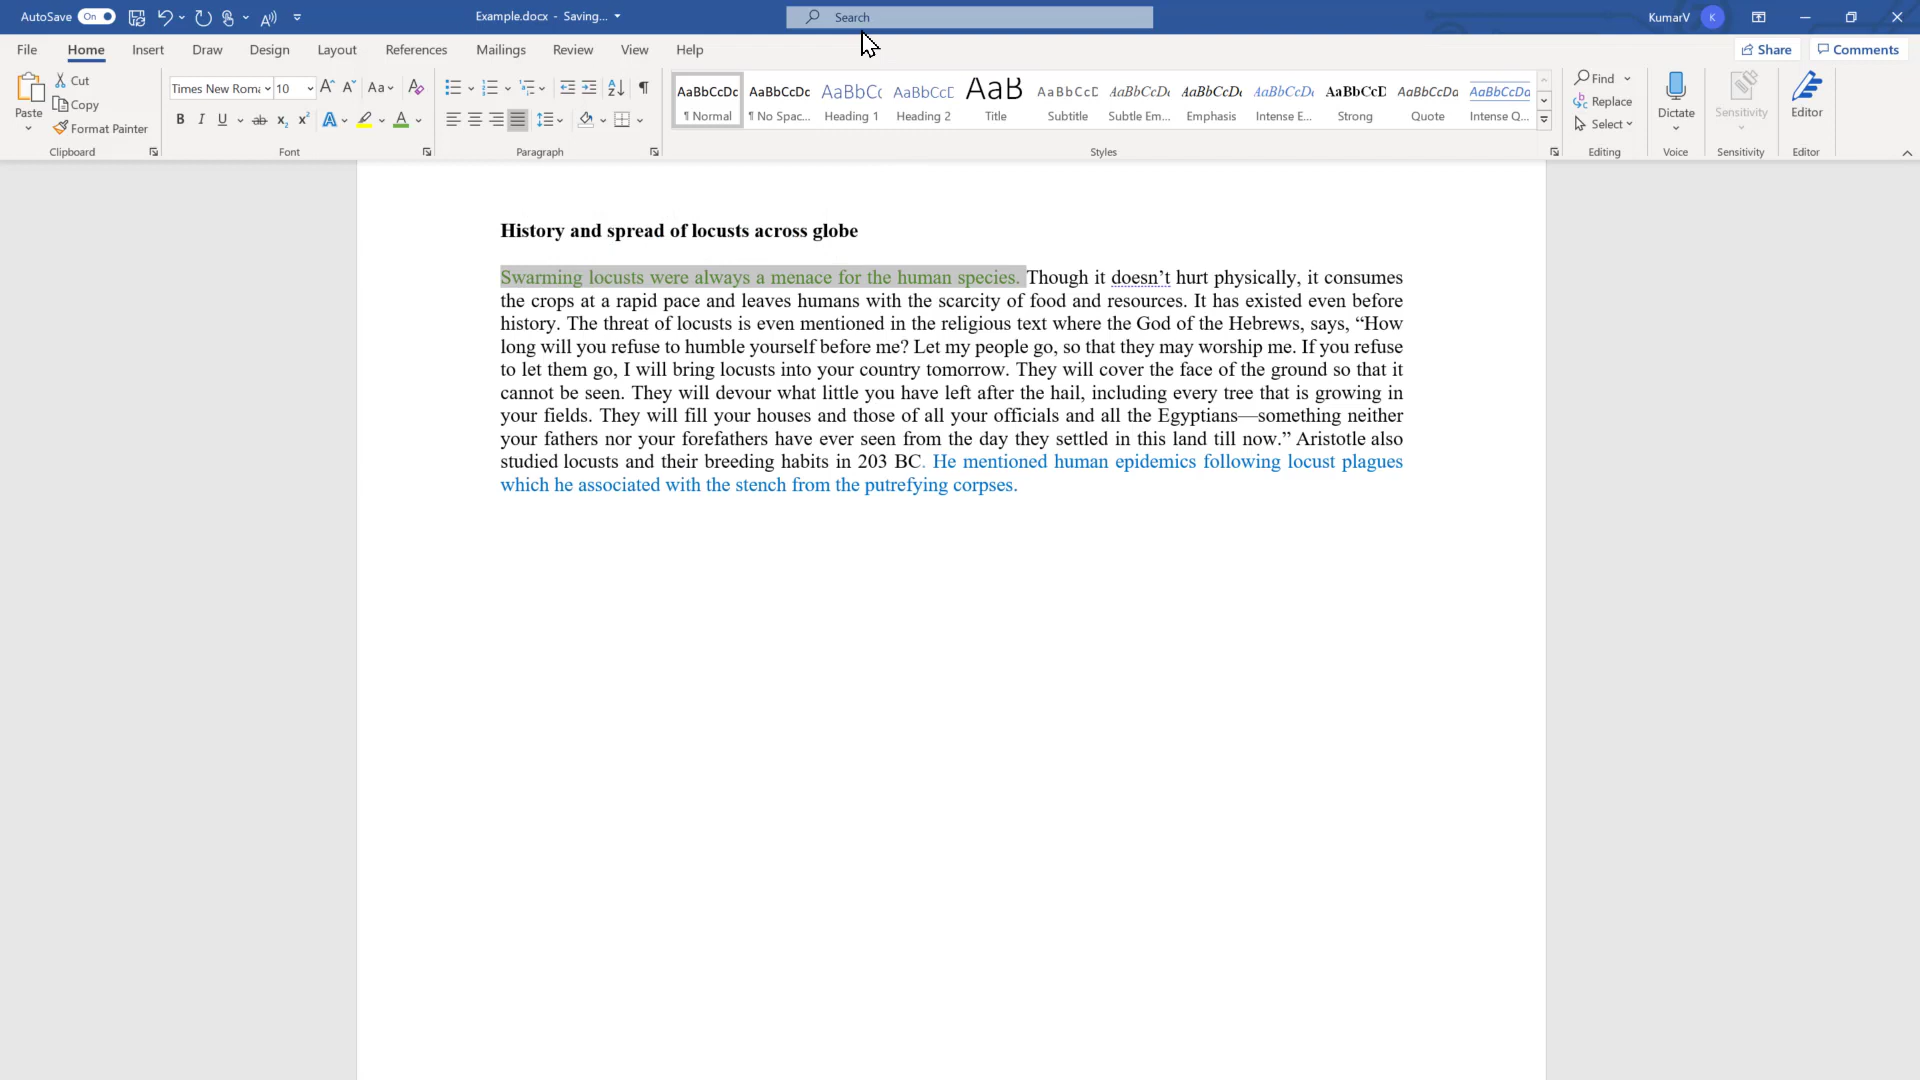 AutoSave On Example.docx - Saving... Search KumarV K
File Home Insert Draw Design Layout References Mailings Review View Help Share Comments
Paste Cut Copy Format Painter Clipboard
Times New Roma 10 Aa B I U ab x₂ x² A A Font
Paragraph
AaBbCcDc ¶ Normal
AaBbCcDc ¶ No Spac...
AaBbCc Heading 1
AaBbCcE Heading 2
AaB Title
AaBbCcD Subtitle
AaBbCcDc Subtle Em...
AaBbCcDc Emphasis
AaBbCcDc Intense E...
AaBbCcD Strong
AaBbCcDd Quote
AaBbCcDd Intense Q...
Styles
Find Replace Select Editing
Dictate Voice
Sensitivity Sensitivity
Editor Editor
History and spread of locusts across globe
Swarming locusts were always a menace for the human species. Though it doesn’t hurt physically, it consumes
the crops at a rapid pace and leaves humans with the scarcity of food and resources. It has existed even before
history. The threat of locusts is even mentioned in the religious text where the God of the Hebrews, says, “How
long will you refuse to humble yourself before me? Let my people go, so that they may worship me. If you refuse
to let them go, I will bring locusts into your country tomorrow. They will cover the face of the ground so that it
cannot be seen. They will devour what little you have left after the hail, including every tree that is growing in
your fields. They will fill your houses and those of all your officials and all the Egyptians—something neither
your fathers nor your forefathers have ever seen from the day they settled in this land till now.” Aristotle also
studied locusts and their breeding habits in 203 BC. He mentioned human epidemics following locust plagues
which he associated with the stench from the putrefying corpses.